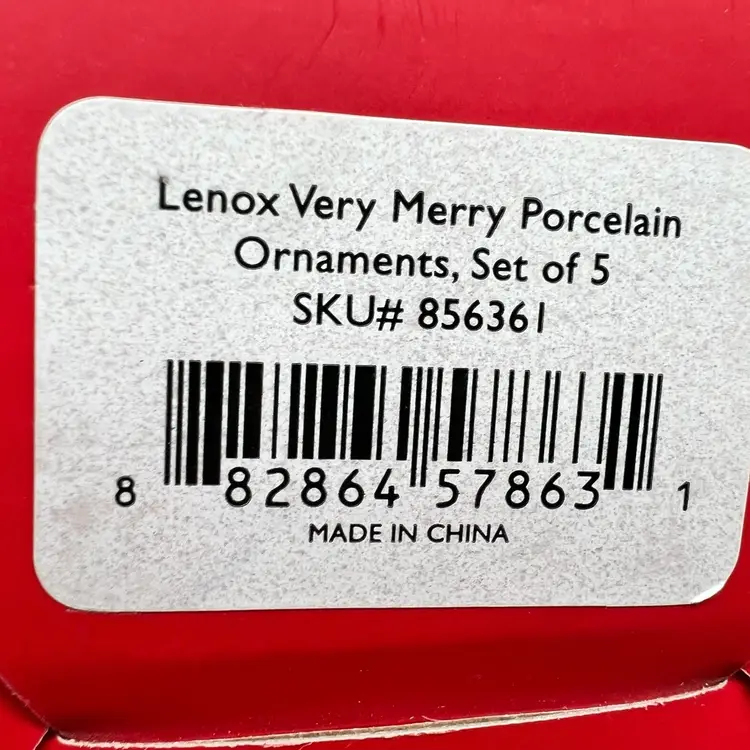 Lenox Very Merry Porcelain
Ornaments, Set of 5
SKU# 856361
8 82864 57863 1
MADE IN CHINA